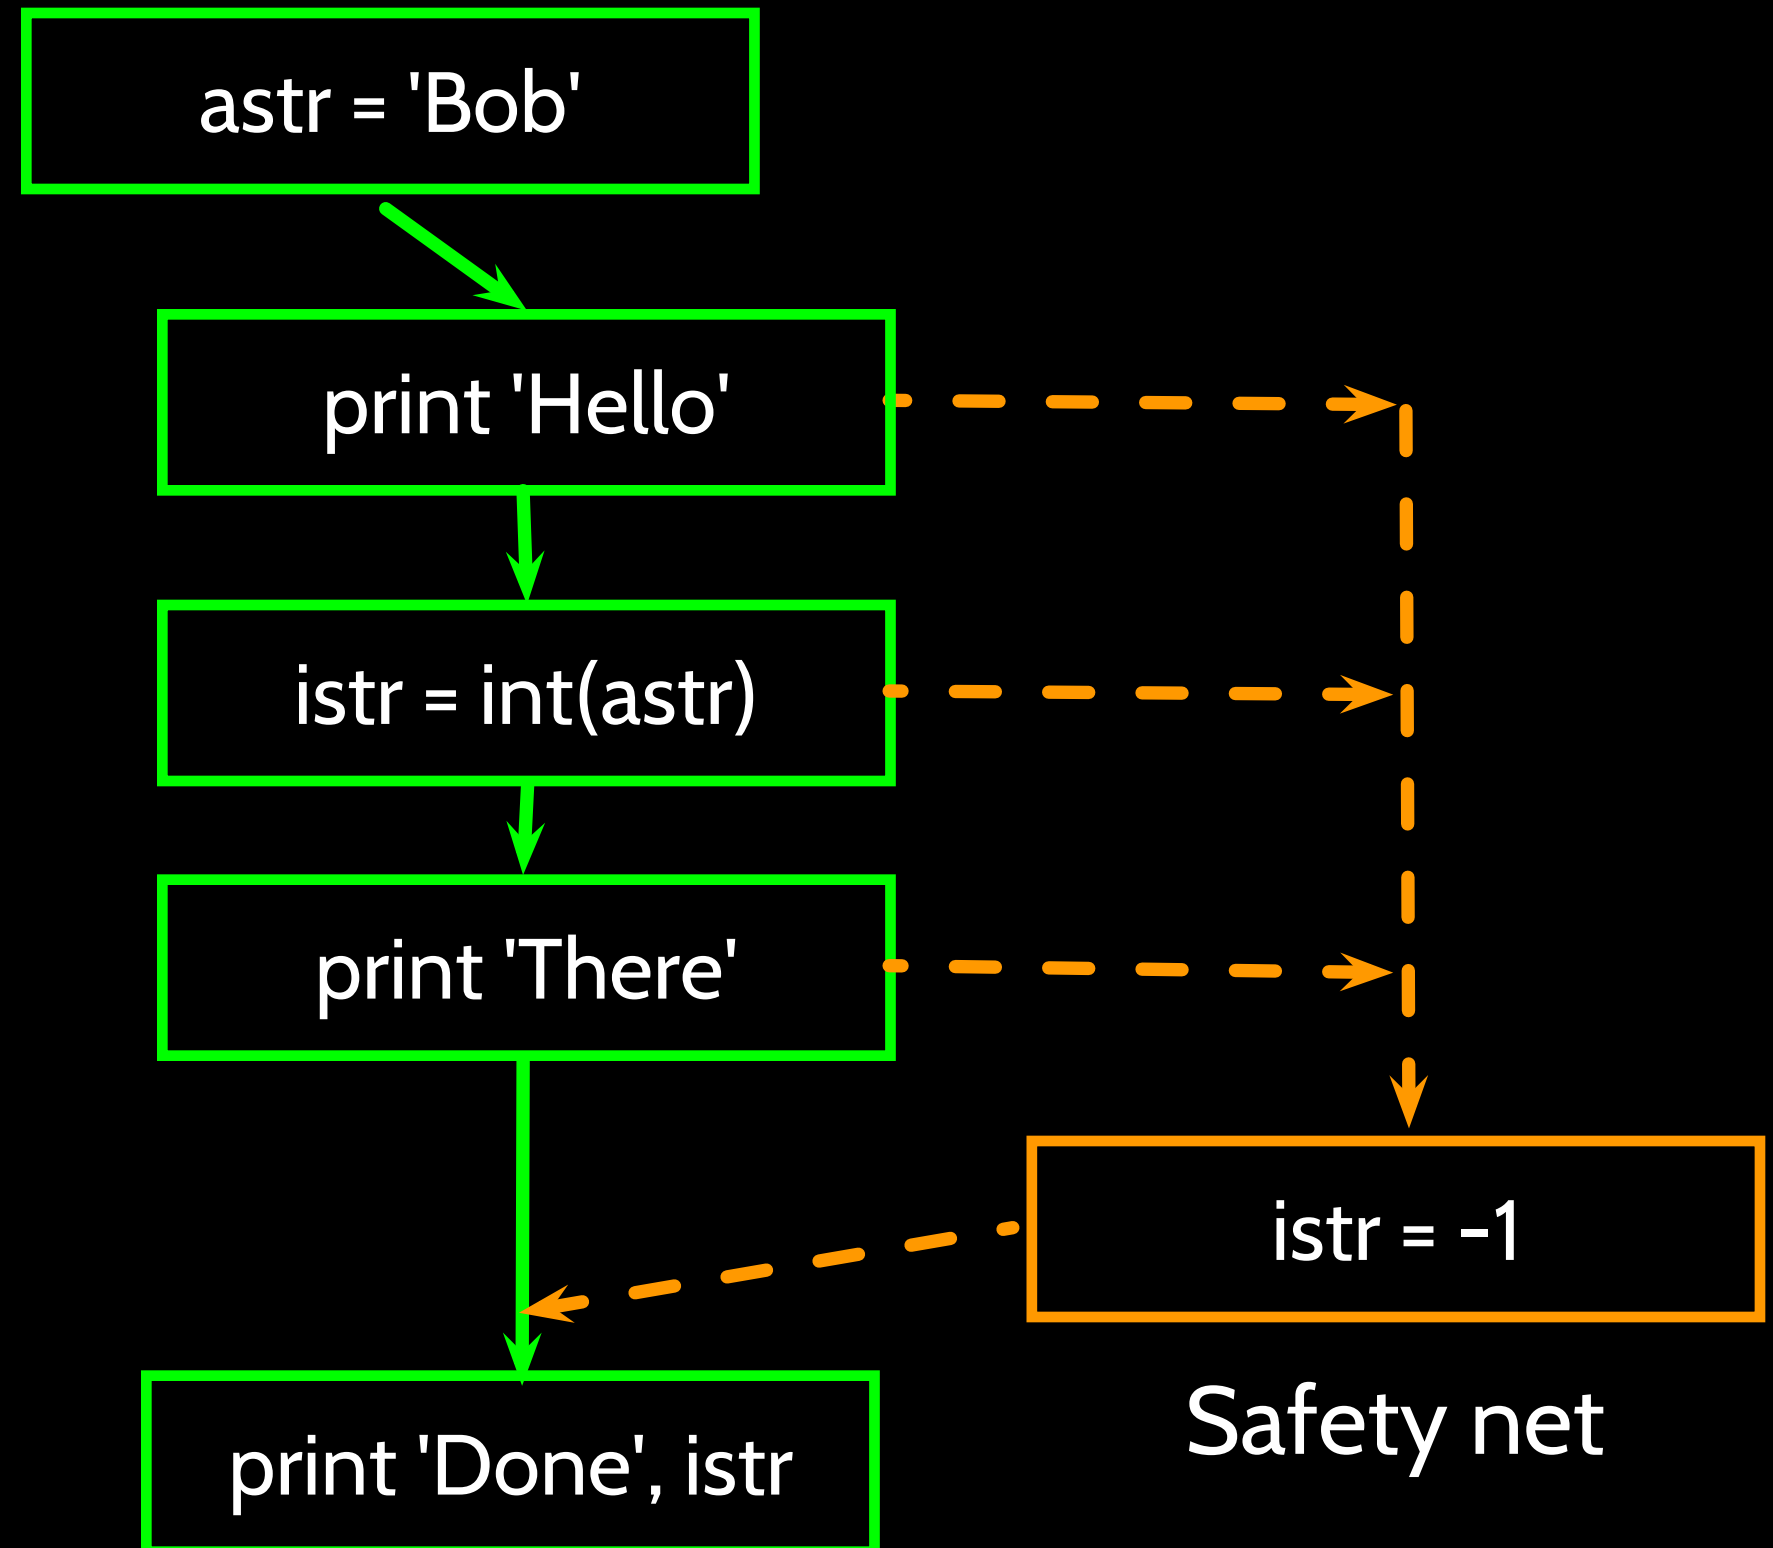 astr = 'Bob'
print 'Hello'
istr = int(astr)
print 'There'
istr = -1
print 'Done', istr
Safety net